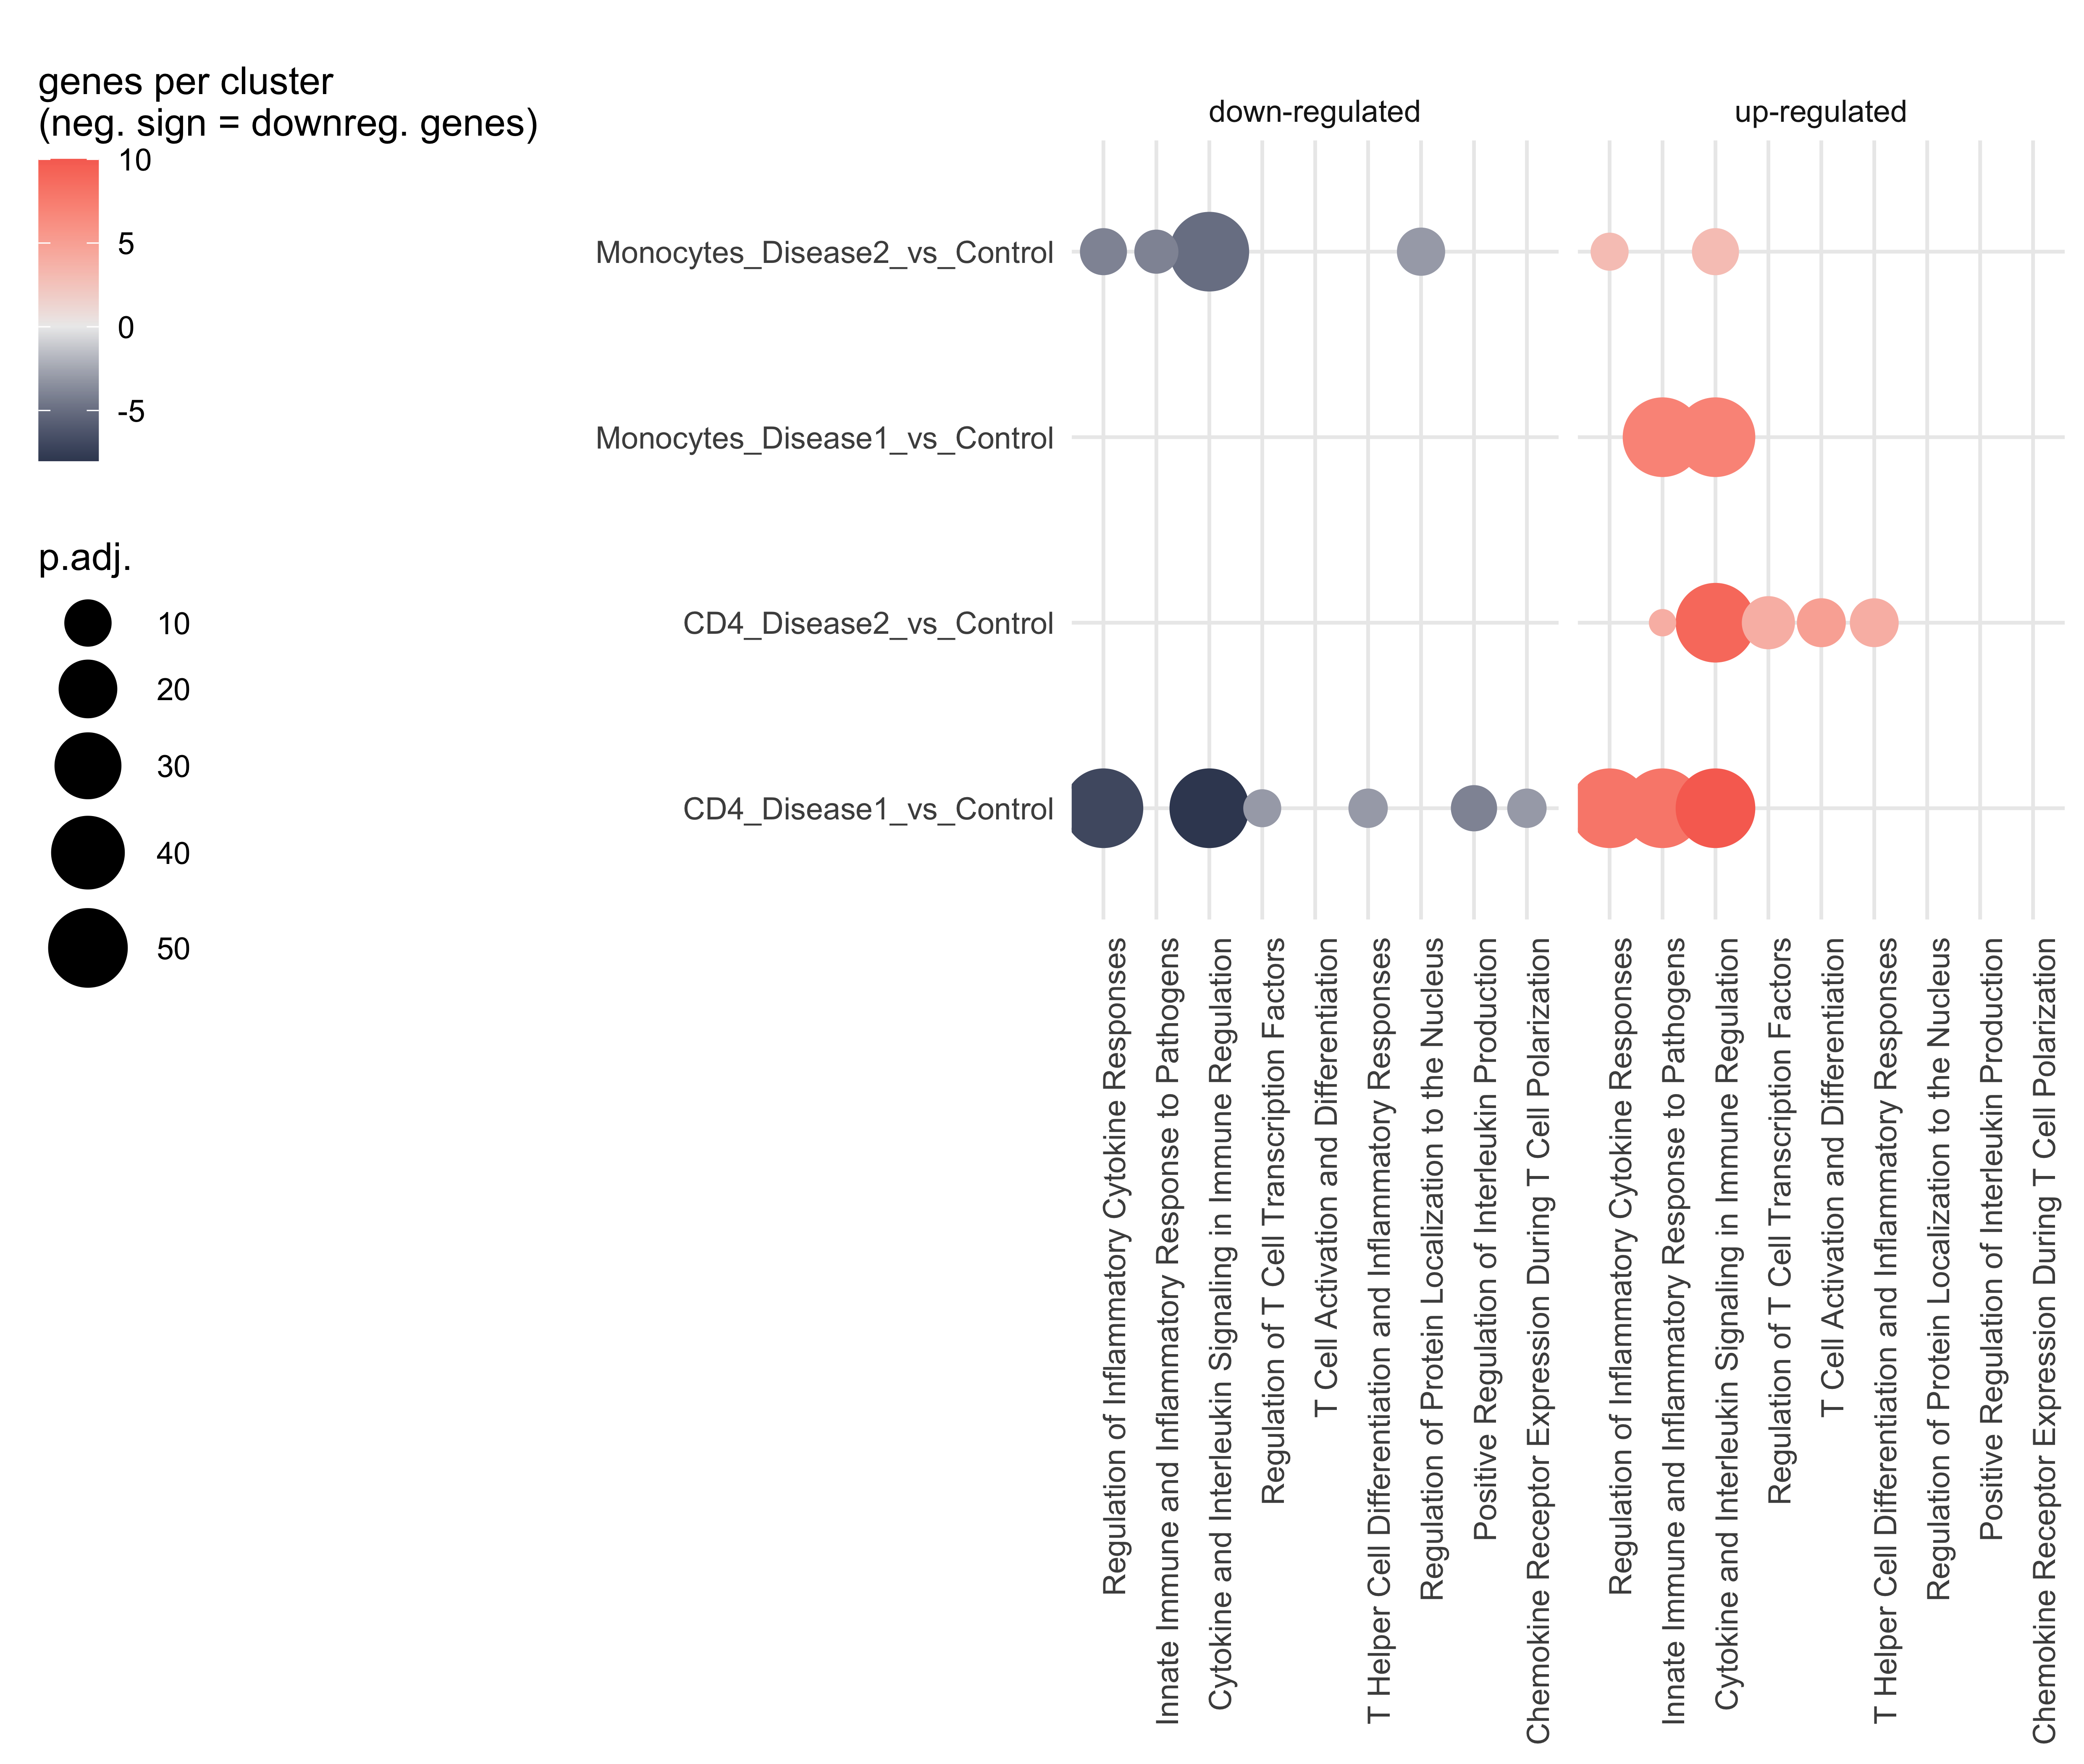 genes per cluster
(neg. sign = downreg. genes)
10
5
0
-5
p.adj.
10
20
30
40
50
down-regulated
up-regulated
Monocytes_Disease2_vs_Control
Monocytes_Disease1_vs_Control
CD4_Disease2_vs_Control
CD4_Disease1_vs_Control
Regulation of Inflammatory Cytokine Responses
Innate Immune and Inflammatory Response to Pathogens
Cytokine and Interleukin Signaling in Immune Regulation
Regulation of T Cell Transcription Factors
T Cell Activation and Differentiation
T Helper Cell Differentiation and Inflammatory Responses
Regulation of Protein Localization to the Nucleus
Positive Regulation of Interleukin Production
Chemokine Receptor Expression During T Cell Polarization
Regulation of Inflammatory Cytokine Responses
Innate Immune and Inflammatory Response to Pathogens
Cytokine and Interleukin Signaling in Immune Regulation
Regulation of T Cell Transcription Factors
T Cell Activation and Differentiation
T Helper Cell Differentiation and Inflammatory Responses
Regulation of Protein Localization to the Nucleus
Positive Regulation of Interleukin Production
Chemokine Receptor Expression During T Cell Polarization